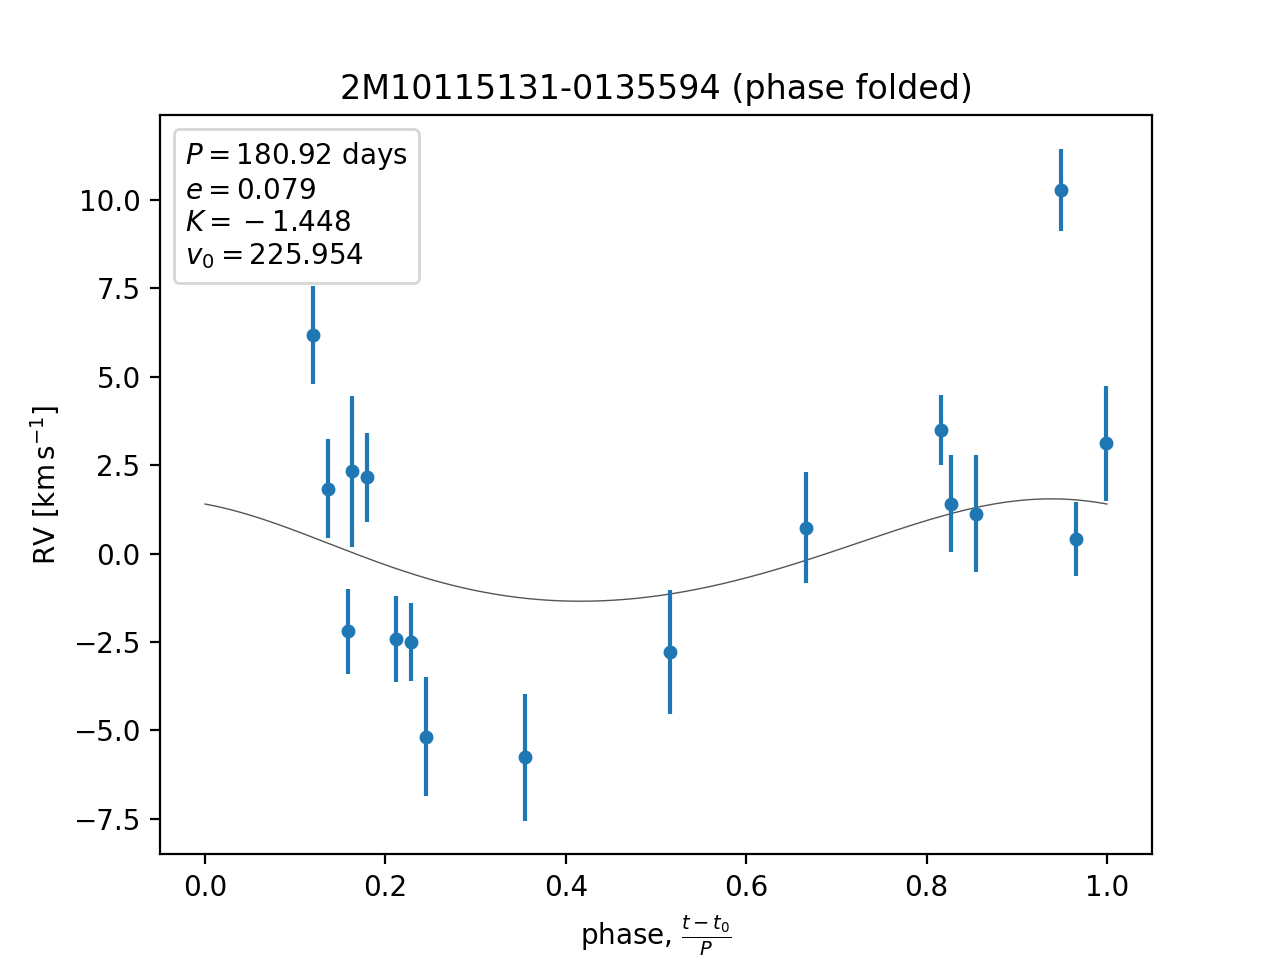 2M10115131-0135594 (phase folded)
P = 180.92 days
e = 0.079
K = −1.448
v₀ = 225.954
10.0
7.5
5.0
2.5
0.0
−2.5
−5.0
−7.5
RV [km s⁻¹]
0.0 0.2 0.4 0.6 0.8 1.0
phase, (t − t₀)/P